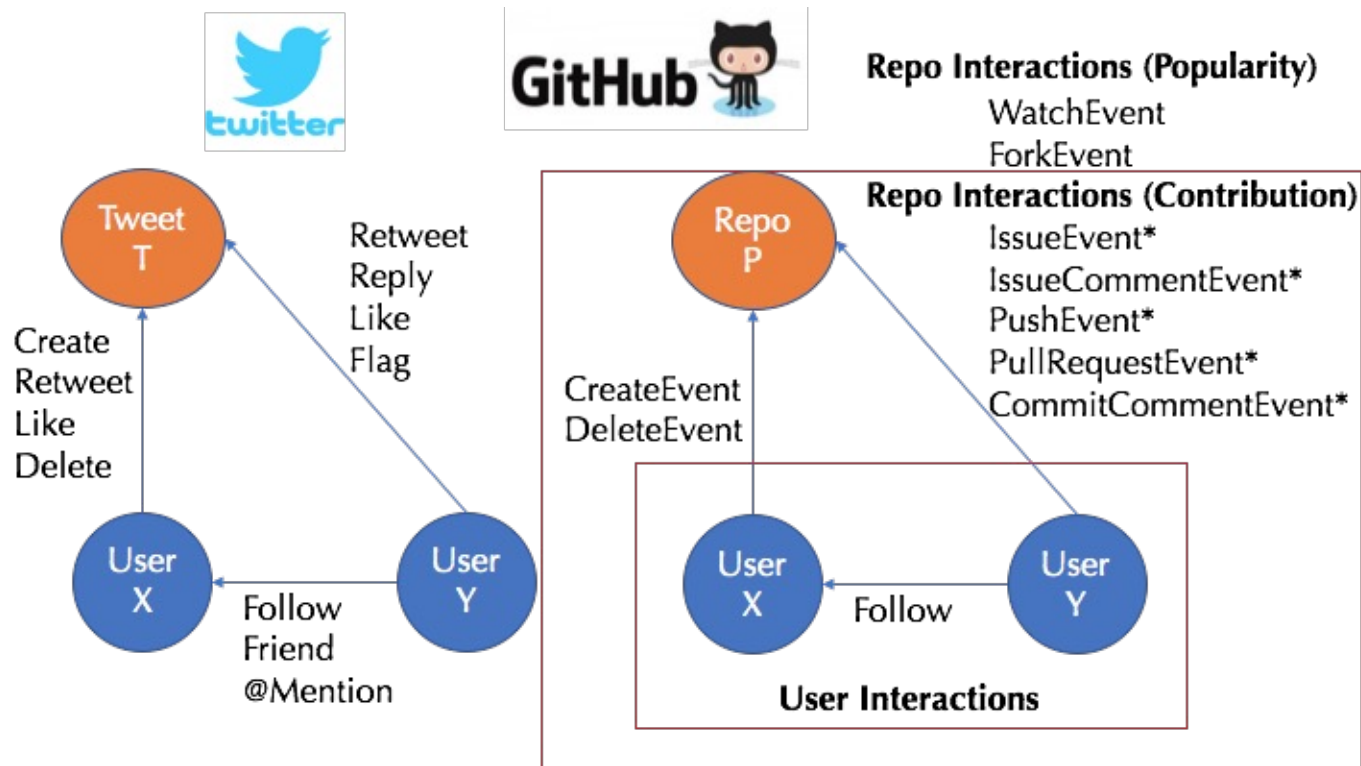 twitter
GitHub
Repo Interactions (Popularity)
WatchEvent
ForkEvent
Repo Interactions (Contribution)
IssueEvent*
IssueCommentEvent*
PushEvent*
PullRequestEvent*
CommitCommentEvent*
Tweet
T
Retweet
Reply
Like
Flag
Create
Retweet
Like
Delete
User
X
User
Y
Follow
Friend
@Mention
Repo
P
CreateEvent
DeleteEvent
User
X
User
Y
Follow
User Interactions